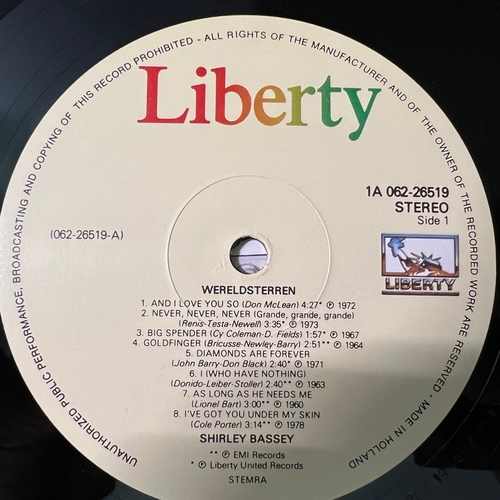 UNAUTHORIZED PUBLIC PERFORMANCE, BROADCASTING AND COPYING OF THIS RECORD PROHIBITED - ALL RIGHTS OF THE MANUFACTURER AND OF THE OWNER OF THE RECORDED WORK ARE RESERVED - MADE IN HOLLAND
Liberty
1A 062-26519
STEREO
Side 1
(062-26519-A)
LIBERTY
WERELDSTERREN
1. AND I LOVE YOU SO (Don McLean) 4:27* ℗ 1972
2. NEVER, NEVER, NEVER (Grande, grande, grande)
(Renis-Testa-Newell) 3:35* ℗ 1973
3. BIG SPENDER (Cy Coleman-D. Fields) 1:57* ℗ 1967
4. GOLDFINGER (Bricusse-Newley-Barry) 2:51** ℗ 1964
5. DIAMONDS ARE FOREVER
(John Barry-Don Black) 2:40* ℗ 1971
6. I (WHO HAVE NOTHING)
(Donido-Leiber-Stoller) 2.40** ℗ 1963
7. AS LONG AS HE NEEDS ME
(Lionel Bart) 3:00** ℗ 1960
8. I'VE GOT YOU UNDER MY SKIN
(Cole Porter) 3:14** ℗ 1978
SHIRLEY BASSEY
** ℗ EMI Records
* ℗ Liberty United Records
STEMRA